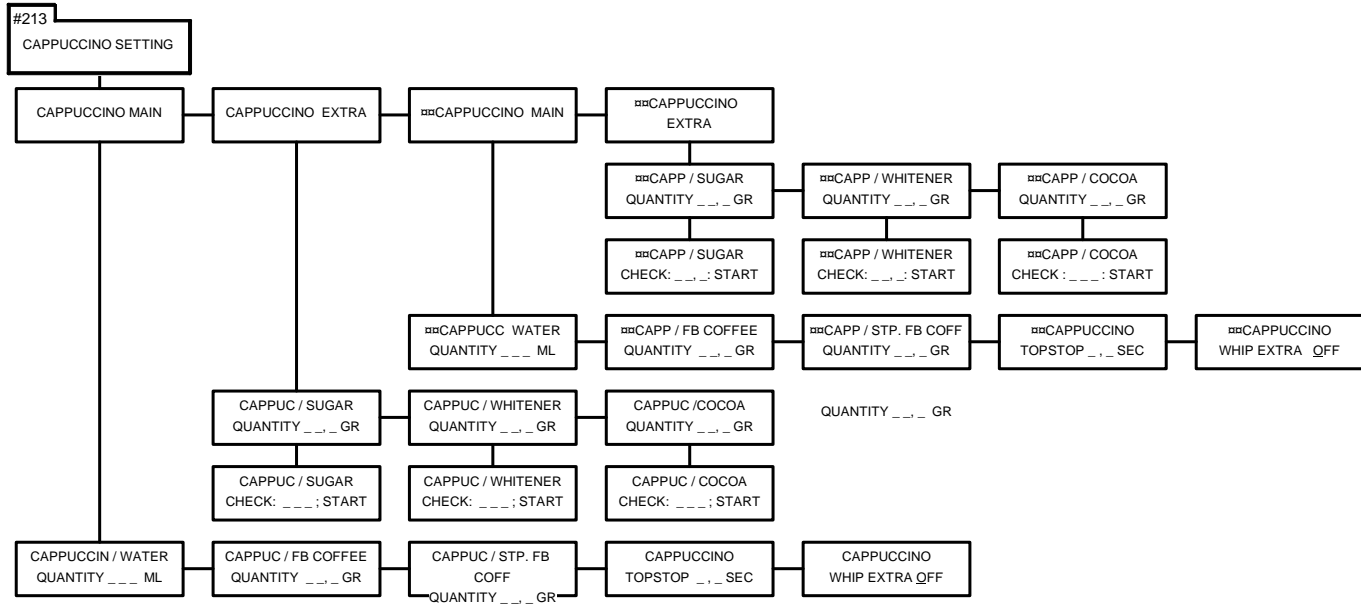 #213
CAPPUCCINO SETTING
CAPPUCCINO MAIN
CAPPUCCINO EXTRA
¤¤CAPPUCCINO MAIN
¤¤CAPPUCCINO
EXTRA
¤¤CAPP / SUGAR
QUANTITY _ _, _ GR
¤¤CAPP / WHITENER
QUANTITY _ _, _ GR
¤¤CAPP / COCOA
QUANTITY _ _, _ GR
¤¤CAPP / SUGAR
CHECK: _ _, _: START
¤¤CAPP / WHITENER
CHECK: _ _, _: START
¤¤CAPP / COCOA
CHECK : _ _ _ : START
¤¤CAPPUCC WATER
QUANTITY _ _ _ ML
¤¤CAPP / FB COFFEE
QUANTITY _ _, _ GR
¤¤CAPP / STP. FB COFF
QUANTITY _ _, _ GR
¤¤CAPPUCCINO
TOPSTOP _ , _ SEC
¤¤CAPPUCCINO
WHIP EXTRA OFF
CAPPUC / SUGAR
QUANTITY _ _, _ GR
CAPPUC / WHITENER
QUANTITY _ _, _ GR
CAPPUC /COCOA
QUANTITY _ _, _ GR
QUANTITY _ _, _ GR
CAPPUC / SUGAR
CHECK: _ _ _ ; START
CAPPUC / WHITENER
CHECK: _ _ _ ; START
CAPPUC / COCOA
CHECK: _ _ _ ; START
CAPPUCCIN / WATER
QUANTITY _ _ _ ML
CAPPUC / FB COFFEE
QUANTITY _ _, _ GR
CAPPUC / STP. FB
COFF
QUANTITY _ _, _ GR
CAPPUCCINO
TOPSTOP _ , _ SEC
CAPPUCCINO
WHIP EXTRA OFF